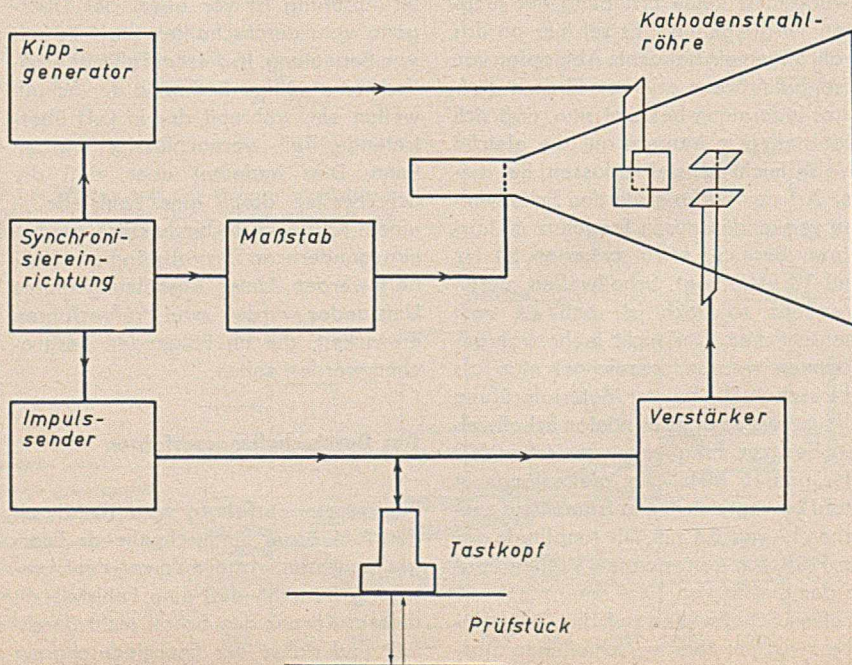 Kathodenstrahl-
röhre
Kipp-
generator
Synchroni-
sierein-
richtung
Maßstab
Impuls-
sender
Verstärker
Tastkopf
Prüfstück